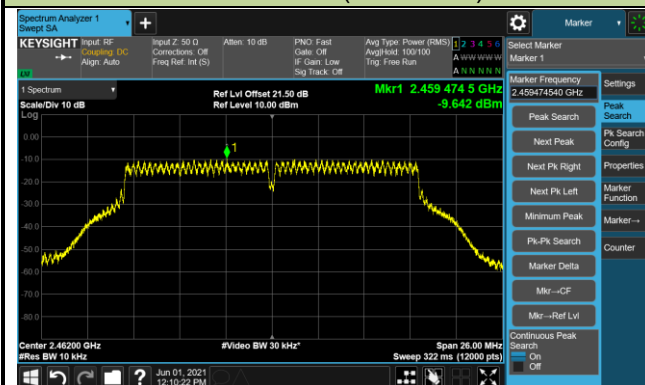 Spectrum Analyzer 1
Swept SA
Marker
KEYSIGHT
Input: RF
Coupling: DC
Align: Auto
Input Z: 50 Ω
Corrections: Off
Freq Ref: Int (S)
Atten: 10 dB
PNO: Fast
Gate: Off
IF Gain: Low
Sig Track: Off
Avg Type: Power (RMS)
Avg|Hold: 100/100
Trig: Free Run
1 2 3 4 5 6
A W W W W W
A N N N N N
LV
Select Marker
Marker 1
1 Spectrum
Scale/Div 10 dB
Log
Ref Lvl Offset 21.50 dB
Ref Level 10.00 dBm
Mkr1 2.459 474 5 GHz
-9.642 dBm
1
0.00
-10.0
-20.0
-30.0
-40.0
-50.0
-60.0
-70.0
-80.0
Center 2.46200 GHz
#Res BW 10 kHz
#Video BW 30 kHz*
Span 26.00 MHz
Sweep 322 ms (12000 pts)
Marker Frequency
2.459474540 GHz
Peak Search
Next Peak
Next Pk Right
Next Pk Left
Minimum Peak
Pk-Pk Search
Marker Delta
Mkr→CF
Mkr→Ref Lvl
Continuous Peak
Search
On
Off
Settings
Peak
Search
Pk Search
Config
Properties
Marker
Function
Marker→
Counter
?
Jun 01, 2021
12:10:22 PM